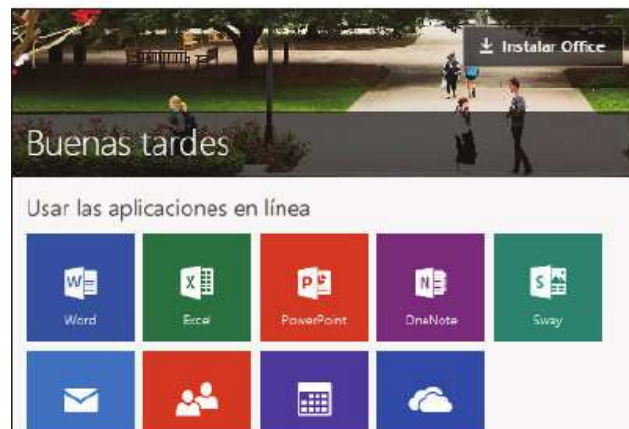 Instalar Office
Buenas tardes
Usar las aplicaciones en línea
Word
Excel
PowerPoint
OneNote
Sway